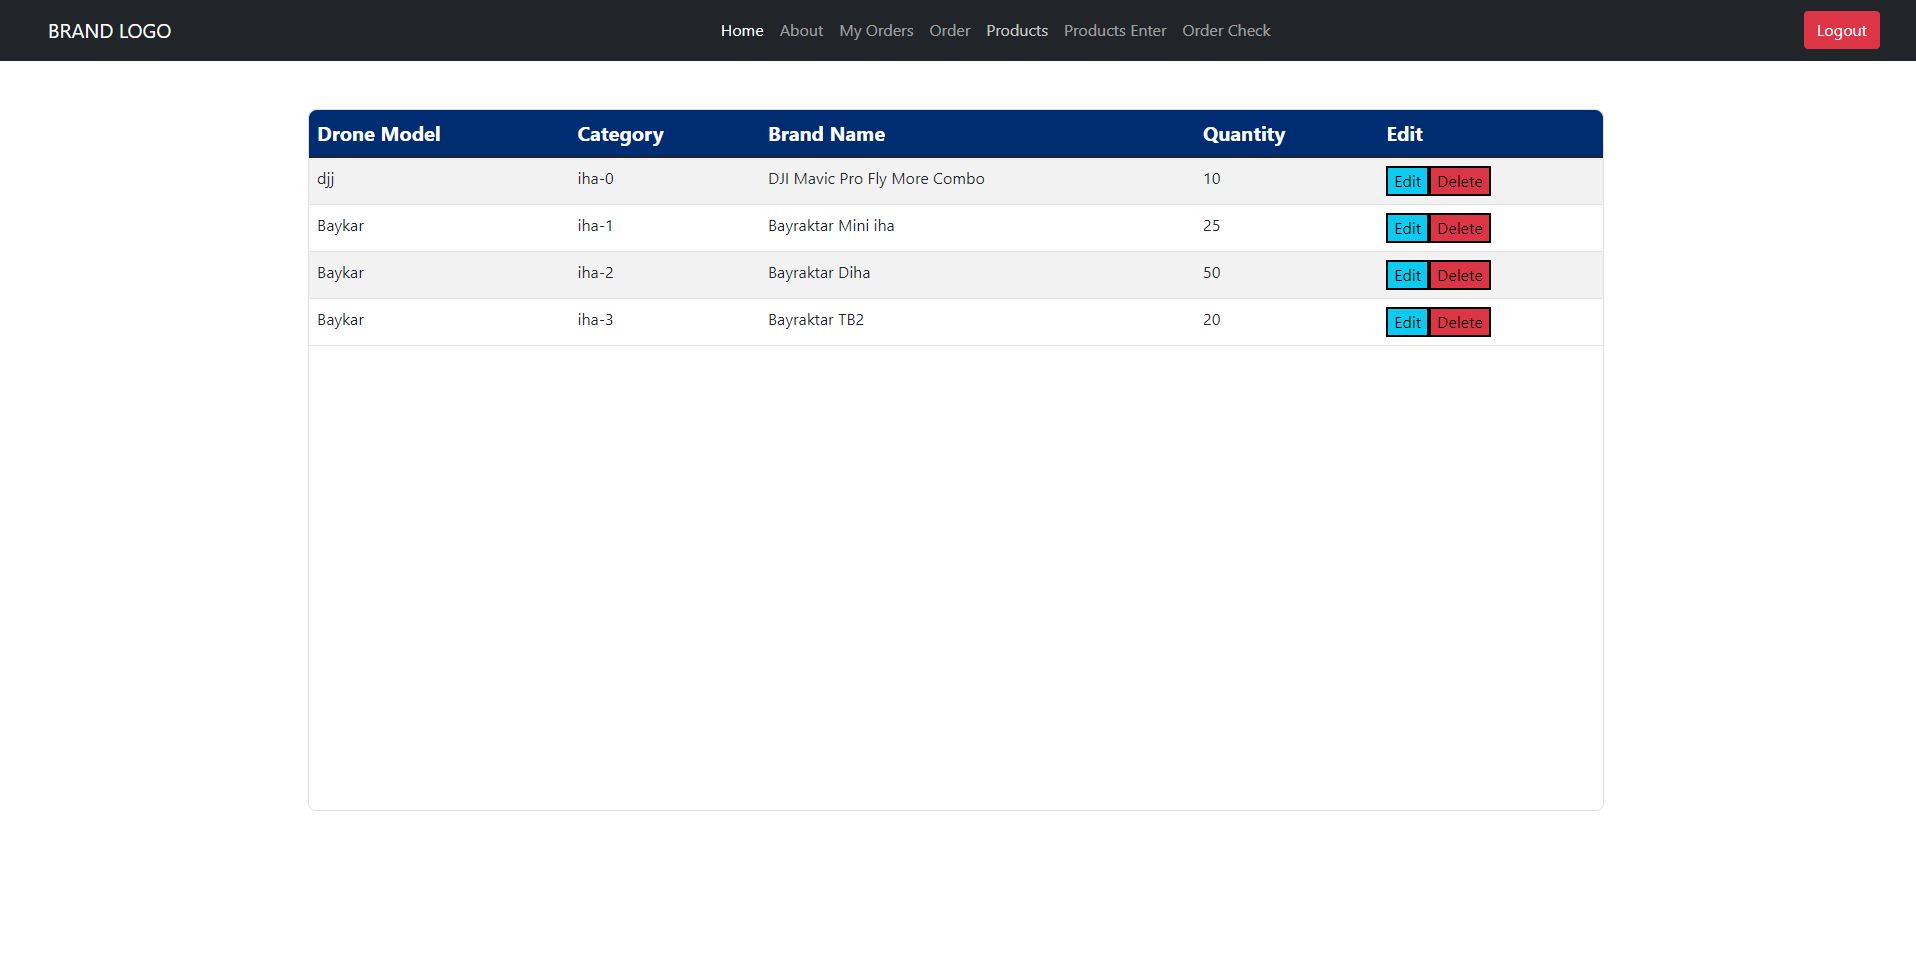 BRAND LOGO Home About My Orders Order Products Products Enter Order Check Logout
Drone Model Category Brand Name Quantity Edit
djj iha-0 DJI Mavic Pro Fly More Combo 10 Edit Delete
Baykar iha-1 Bayraktar Mini iha 25 Edit Delete
Baykar iha-2 Bayraktar Diha 50 Edit Delete
Baykar iha-3 Bayraktar TB2 20 Edit Delete